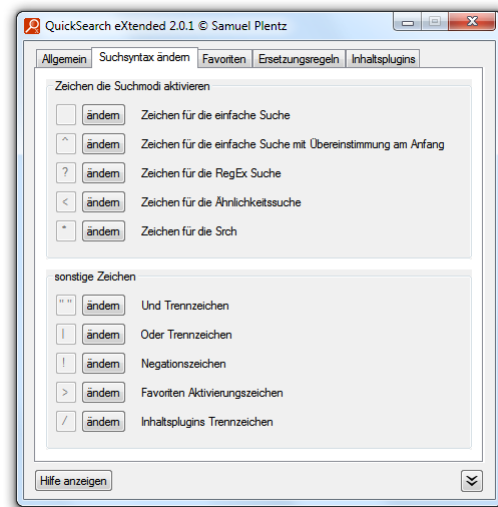 QuickSearch eXtended 2.0.1 © Samuel Plentz
Allgemein Suchsyntax ändern Favoriten Ersetzungsregeln Inhaltsplugins
Zeichen die Suchmodi aktivieren
ändern Zeichen für die einfache Suche
^ ändern Zeichen für die einfache Suche mit Übereinstimmung am Anfang
? ändern Zeichen für die RegEx Suche
< ändern Zeichen für die Ähnlichkeitssuche
* ändern Zeichen für die Srch
sonstige Zeichen
" " ändern Und Trennzeichen
| ändern Oder Trennzeichen
! ändern Negationszeichen
> ändern Favoriten Aktivierungszeichen
/ ändern Inhaltsplugins Trennzeichen
Hilfe anzeigen